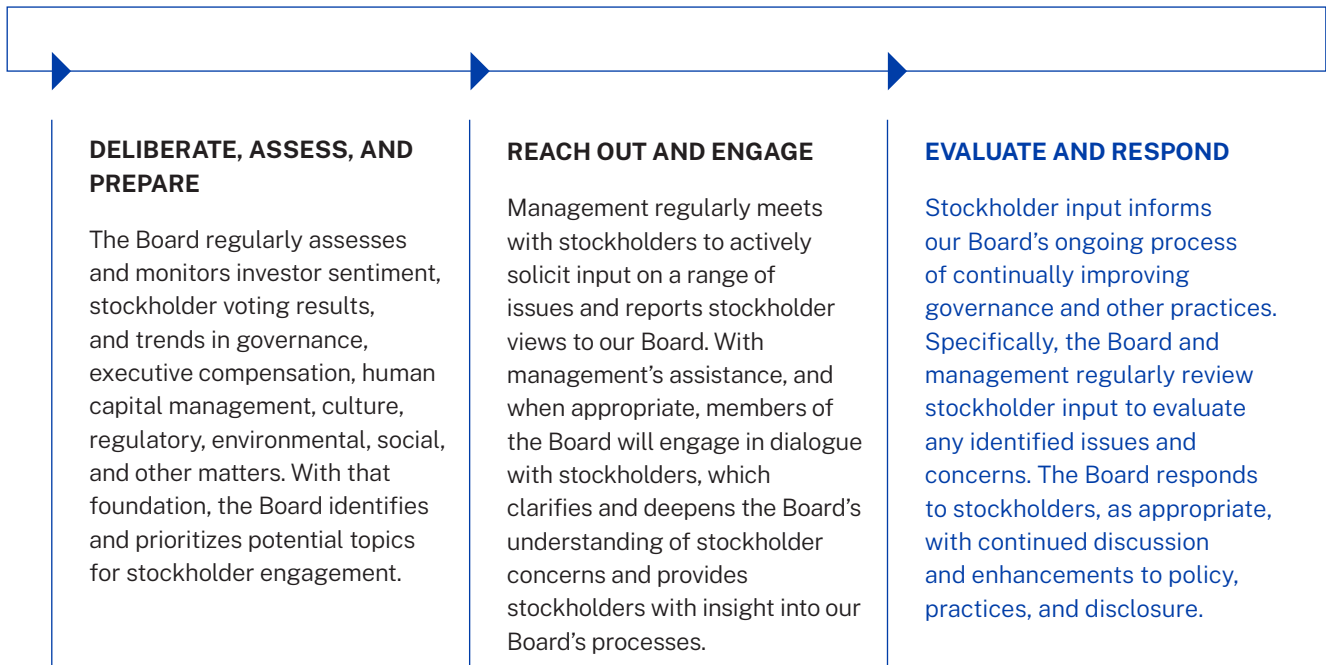 DELIBERATE, ASSESS, AND
PREPARE
The Board regularly assesses
and monitors investor sentiment,
stockholder voting results,
and trends in governance,
executive compensation, human
capital management, culture,
regulatory, environmental, social,
and other matters. With that
foundation, the Board identifies
and prioritizes potential topics
for stockholder engagement.
REACH OUT AND ENGAGE
Management regularly meets
with stockholders to actively
solicit input on a range of
issues and reports stockholder
views to our Board. With
management’s assistance, and
when appropriate, members of
the Board will engage in dialogue
with stockholders, which
clarifies and deepens the Board’s
understanding of stockholder
concerns and provides
stockholders with insight into our
Board’s processes.
EVALUATE AND RESPOND
Stockholder input informs
our Board’s ongoing process
of continually improving
governance and other practices.
Specifically, the Board and
management regularly review
stockholder input to evaluate
any identified issues and
concerns. The Board responds
to stockholders, as appropriate,
with continued discussion
and enhancements to policy,
practices, and disclosure.